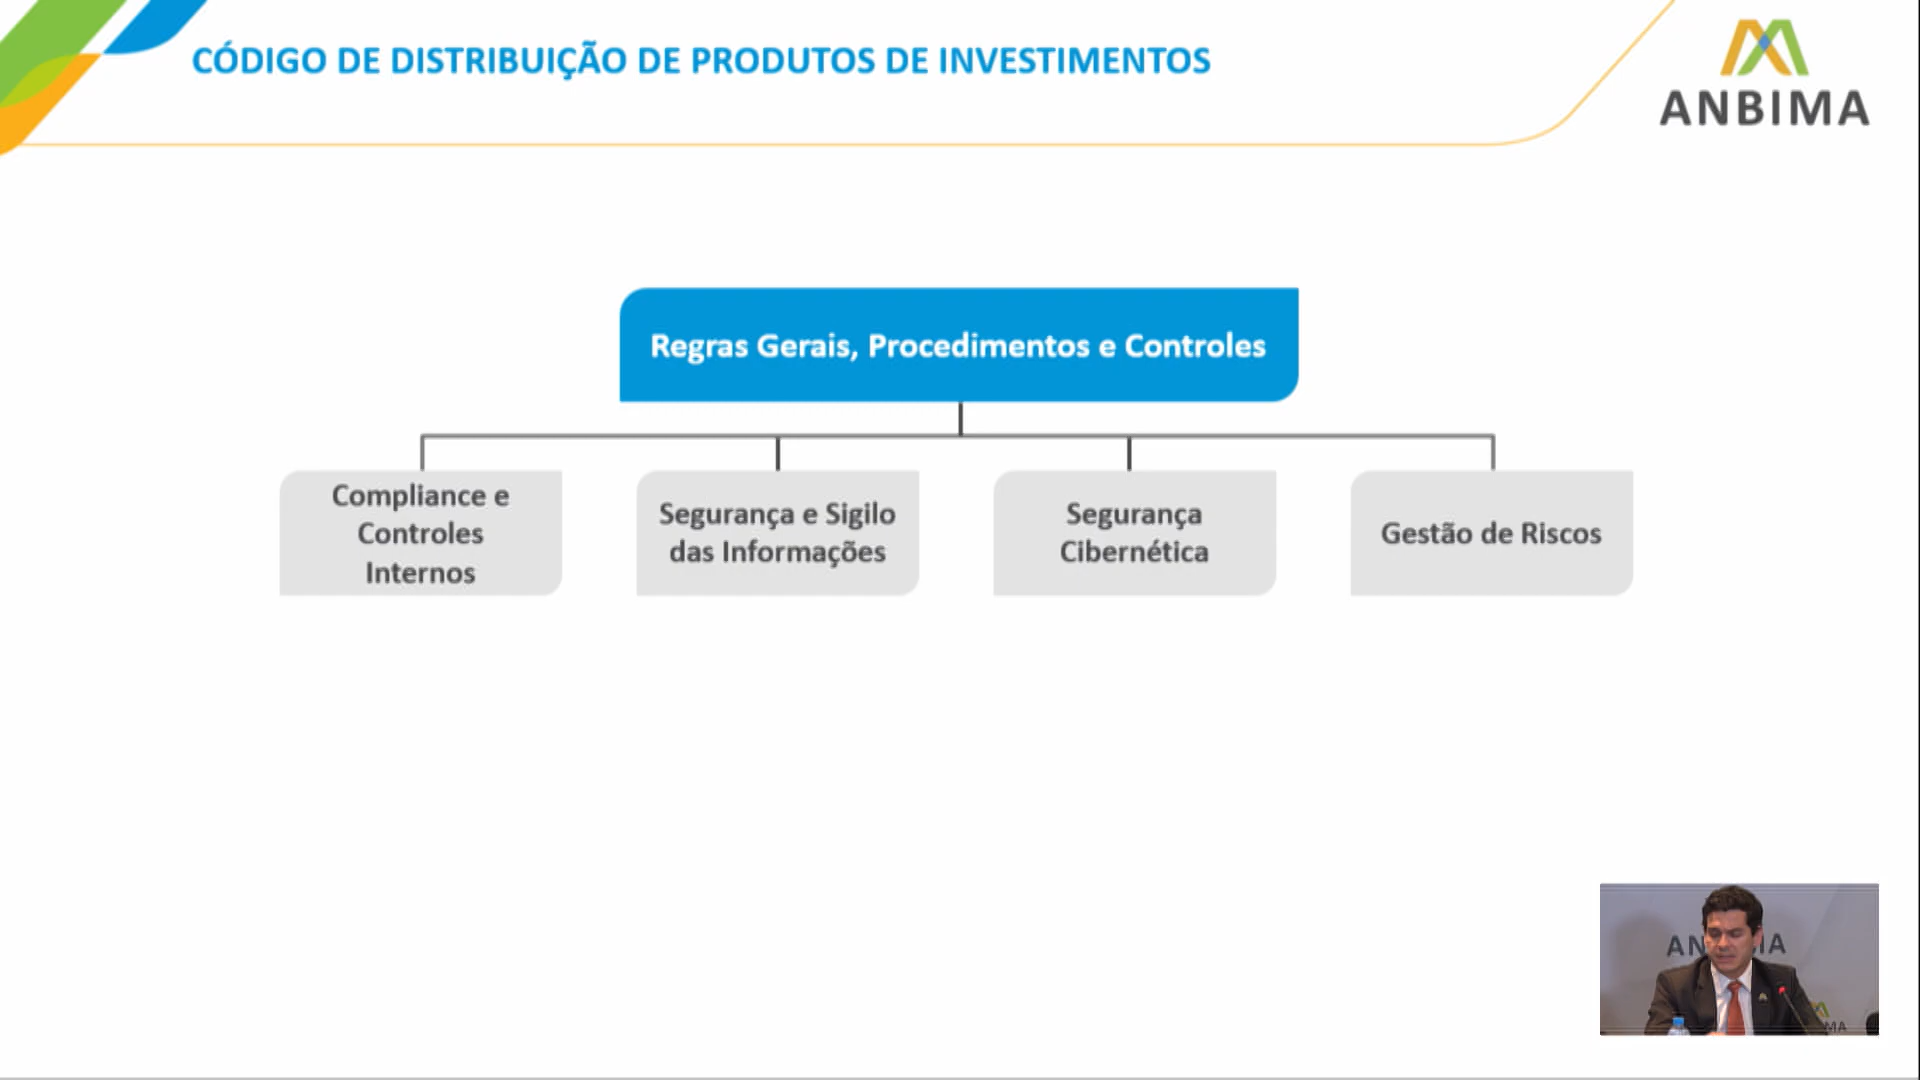 CÓDIGO DE DISTRIBUIÇÃO DE PRODUTOS DE INVESTIMENTOS
ANBIMA
Regras Gerais, Procedimentos e Controles
Compliance e
Controles
Internos
Segurança e Sigilo
das Informações
Segurança
Cibernética
Gestão de Riscos